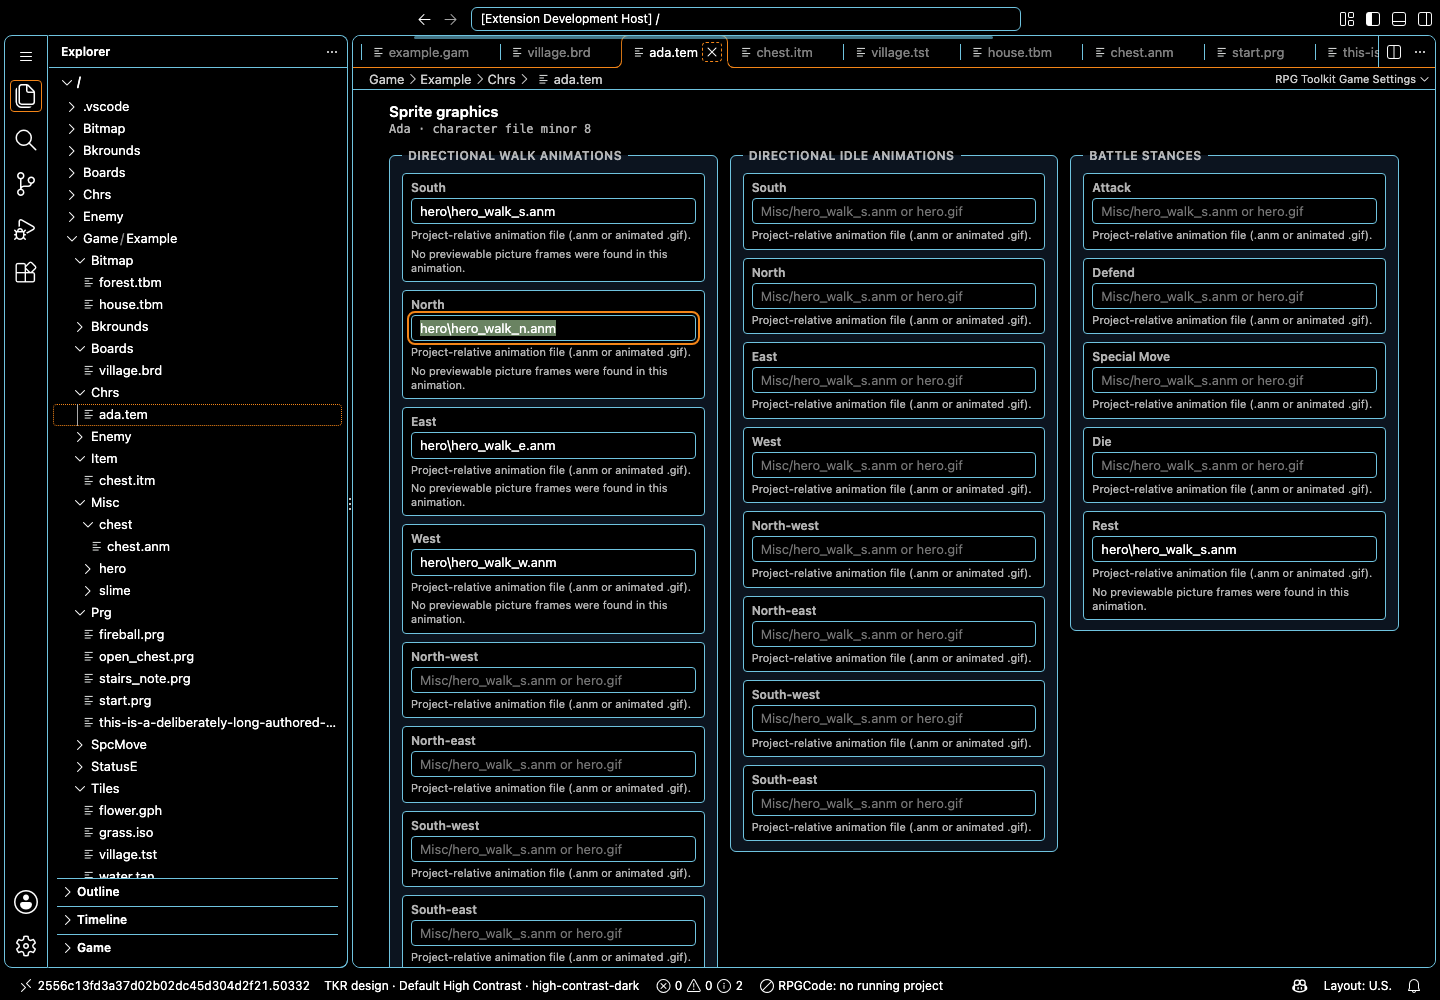 [Extension Development Host] /
Explorer
/
.vscode
Bitmap
Bkrounds
Boards
Chrs
Enemy
Game/Example
Bitmap
forest.tbm
house.tbm
Bkrounds
Boards
village.brd
Chrs
ada.tem
Enemy
Item
chest.itm
Misc
chest
chest.anm
hero
slime
Prg
fireball.prg
open_chest.prg
stairs_note.prg
start.prg
this-is-a-deliberately-long-authored-...
SpcMove
StatusE
Tiles
flower.gph
grass.iso
village.tst
water.tan
Outline
Timeline
Game
example.gam
village.brd
ada.tem
chest.itm
village.tst
house.tbm
chest.anm
start.prg
this-is
Game > Example > Chrs > ada.tem
RPG Toolkit Game Settings
Sprite graphics
Ada · character file minor 8
DIRECTIONAL WALK ANIMATIONS
South
hero\hero_walk_s.anm
Project-relative animation file (.anm or animated .gif).
No previewable picture frames were found in this
animation.
North
hero\hero_walk_n.anm
Project-relative animation file (.anm or animated .gif).
No previewable picture frames were found in this
animation.
East
hero\hero_walk_e.anm
Project-relative animation file (.anm or animated .gif).
No previewable picture frames were found in this
animation.
West
hero\hero_walk_w.anm
Project-relative animation file (.anm or animated .gif).
No previewable picture frames were found in this
animation.
North-west
Misc/hero_walk_s.anm or hero.gif
Project-relative animation file (.anm or animated .gif).
North-east
Misc/hero_walk_s.anm or hero.gif
Project-relative animation file (.anm or animated .gif).
South-west
Misc/hero_walk_s.anm or hero.gif
Project-relative animation file (.anm or animated .gif).
South-east
Misc/hero_walk_s.anm or hero.gif
Project-relative animation file (.anm or animated .gif).
DIRECTIONAL IDLE ANIMATIONS
South
Misc/hero_walk_s.anm or hero.gif
Project-relative animation file (.anm or animated .gif).
North
Misc/hero_walk_s.anm or hero.gif
Project-relative animation file (.anm or animated .gif).
East
Misc/hero_walk_s.anm or hero.gif
Project-relative animation file (.anm or animated .gif).
West
Misc/hero_walk_s.anm or hero.gif
Project-relative animation file (.anm or animated .gif).
North-west
Misc/hero_walk_s.anm or hero.gif
Project-relative animation file (.anm or animated .gif).
North-east
Misc/hero_walk_s.anm or hero.gif
Project-relative animation file (.anm or animated .gif).
South-west
Misc/hero_walk_s.anm or hero.gif
Project-relative animation file (.anm or animated .gif).
South-east
Misc/hero_walk_s.anm or hero.gif
Project-relative animation file (.anm or animated .gif).
BATTLE STANCES
Attack
Misc/hero_walk_s.anm or hero.gif
Project-relative animation file (.anm or animated .gif).
Defend
Misc/hero_walk_s.anm or hero.gif
Project-relative animation file (.anm or animated .gif).
Special Move
Misc/hero_walk_s.anm or hero.gif
Project-relative animation file (.anm or animated .gif).
Die
Misc/hero_walk_s.anm or hero.gif
Project-relative animation file (.anm or animated .gif).
Rest
hero\hero_walk_s.anm
Project-relative animation file (.anm or animated .gif).
No previewable picture frames were found in this
animation.
2556c13fd3a37d02b02dc45d304d2f21.50332 TKR design · Default High Contrast · high-contrast-dark 0 0 2 RPGCode: no running project Layout: U.S.